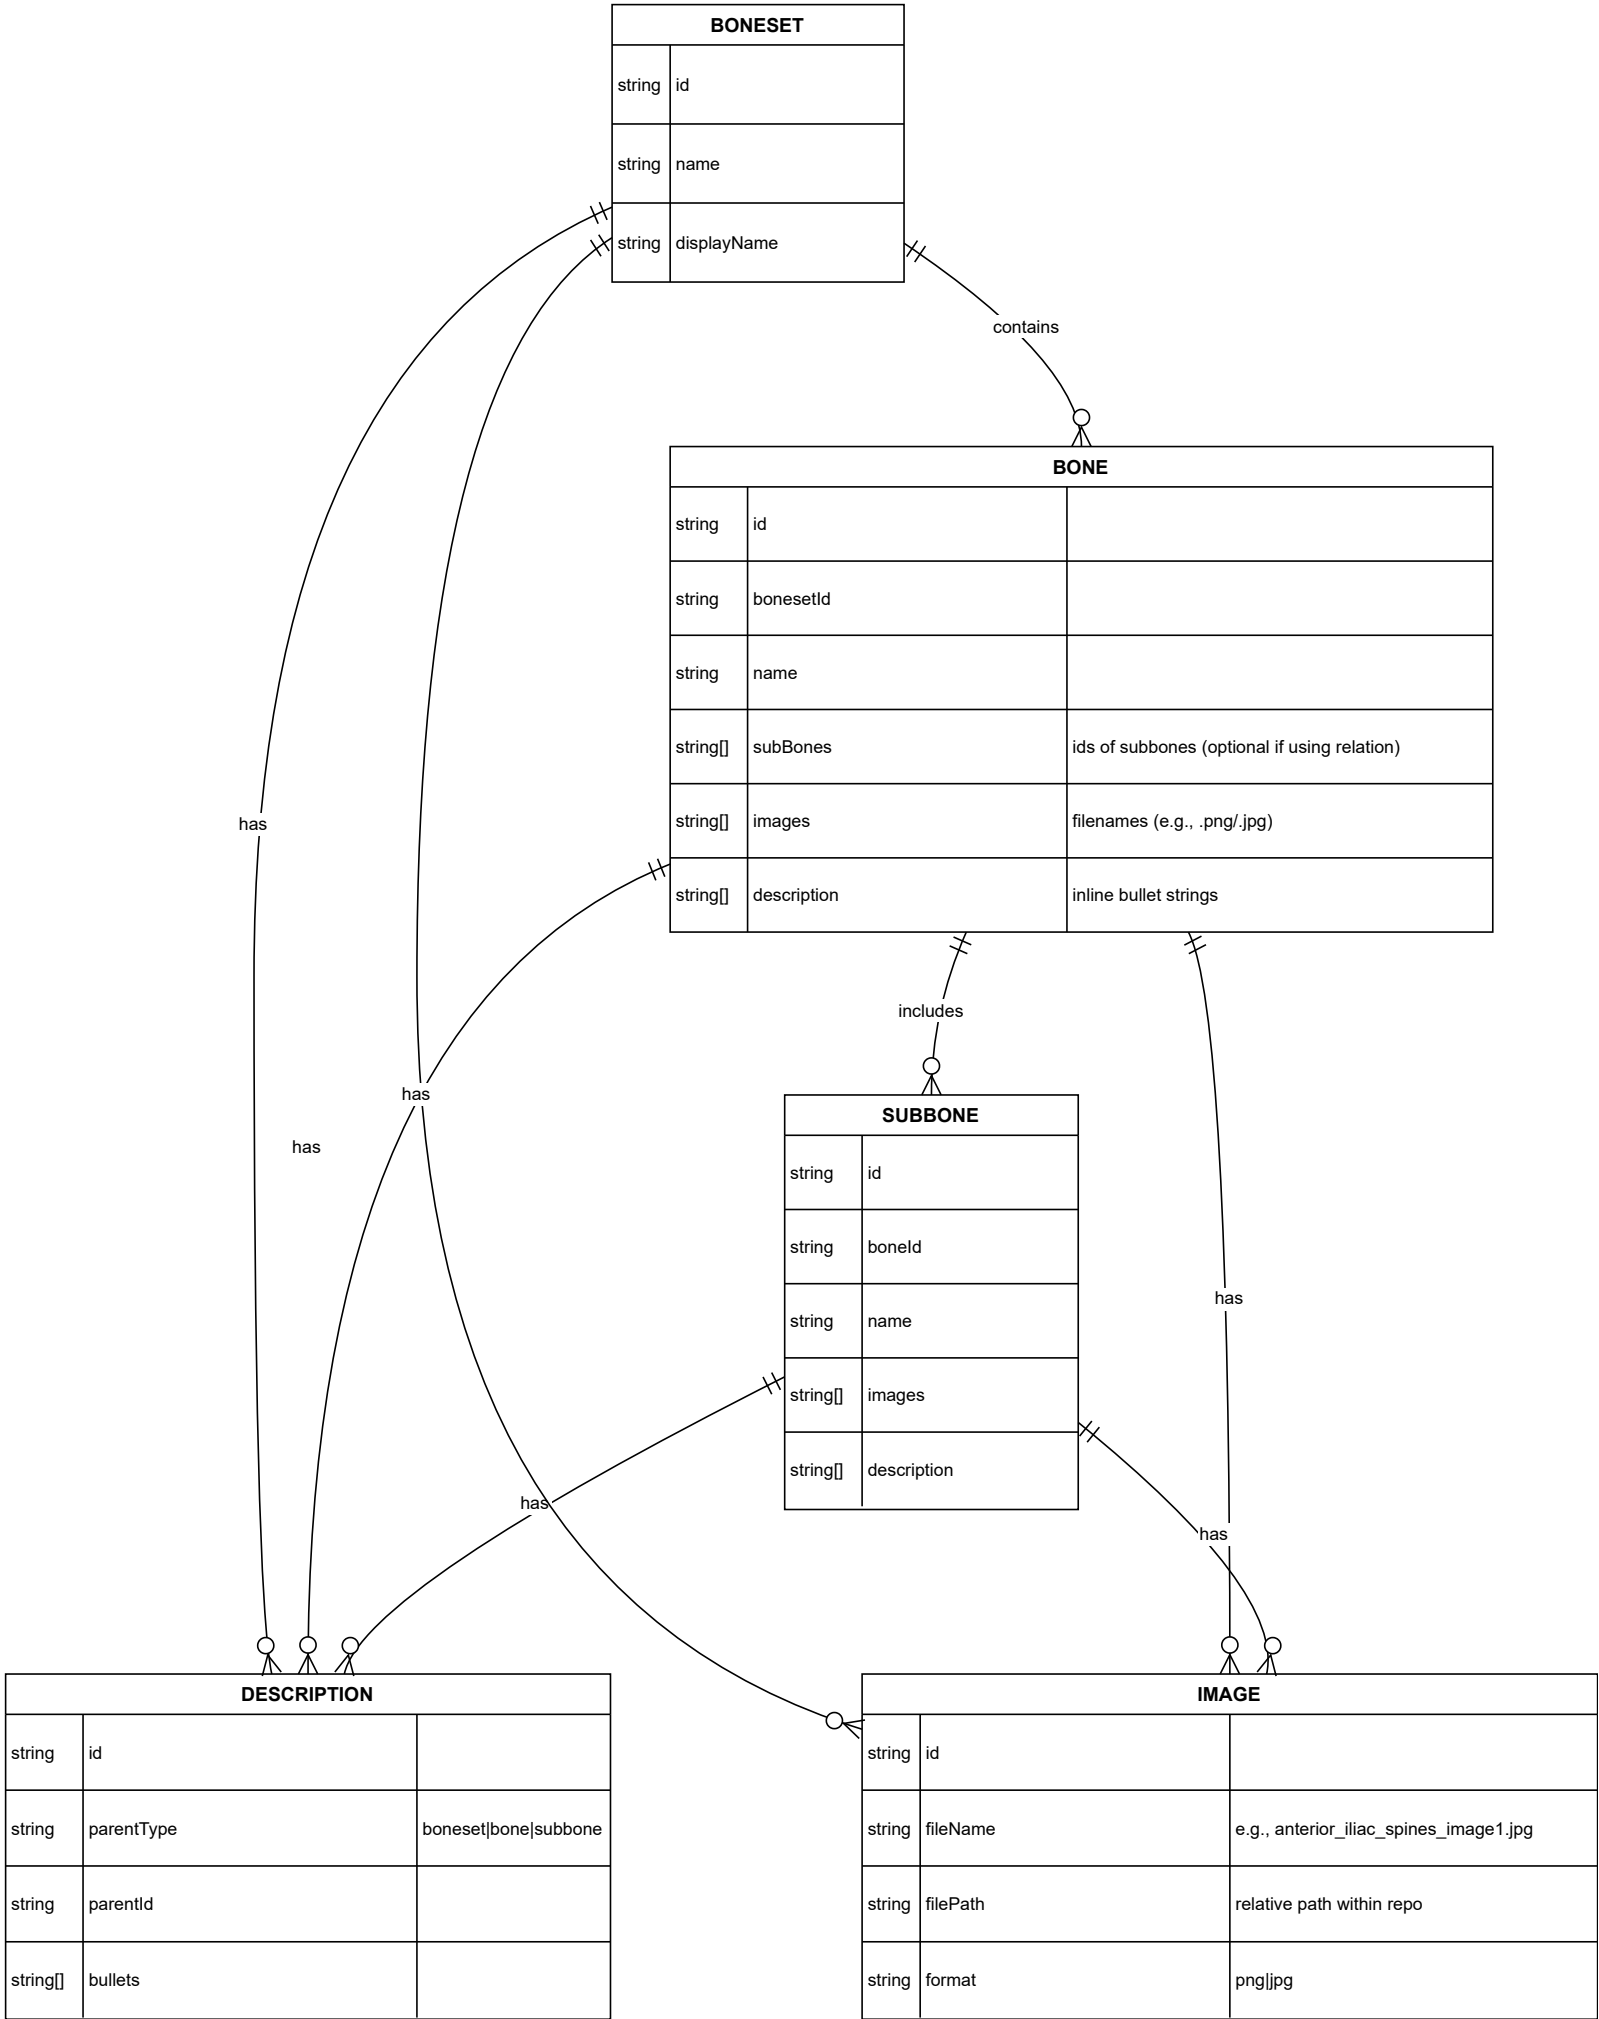 BONESET
string id
string name
string displayName
contains
BONE
string id
string bonesetId
string name
string[] subBones ids of subbones (optional if using relation)
string[] images filenames (e.g., .png/.jpg)
string[] description inline bullet strings
has
includes
has
has
SUBBONE
string id
string boneId
string name
string[] images
string[] description
has
has
has
DESCRIPTION
string id
string parentType boneset|bone|subbone
string parentId
string[] bullets
IMAGE
string id
string fileName e.g., anterior_iliac_spines_image1.jpg
string filePath relative path within repo
string format png|jpg